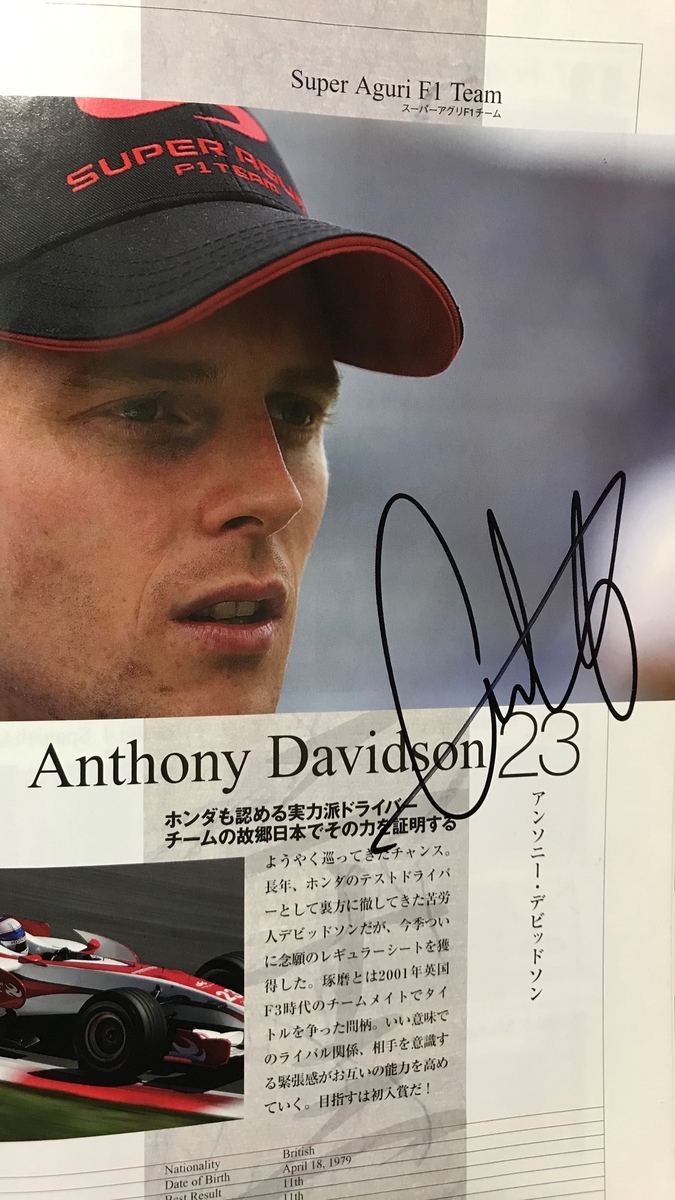 Super Aguri F1 Team
スーパーアグリF1チーム
SUPER AGURI
F1 TEAM
Anthony Davidson 23
アンソニー・デビッドソン
ホンダも認める実力派ドライバー
チームの故郷日本でその力を証明する
ようやく巡ってきたチャンス。
長年、ホンダのテストドライバ
ーとして裏方に徹してきた苦労
人デビッドソンだが、今季つい
に念願のレギュラーシートを獲
得した。琢磨とは2001年英国
F3時代のチームメイトでタイ
トルを争った間柄。いい意味で
のライバル関係、相手を意識す
る緊張感がお互いの能力を高め
ていく。目指すは初入賞だ！
Nationality British
Date of Birth April 18, 1979
Best Result 11th
11th